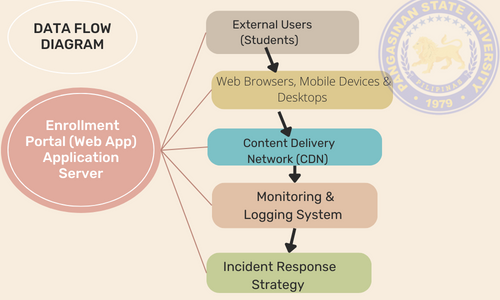 DATA FLOW
DIAGRAM
External Users
(Students)
PANGASINAN STATE UNIVERSITY
PILIPINAS
1979
Web Browsers, Mobile Devices &
Desktops
Enrollment
Portal (Web App)
Application
Server
Content Delivery
Network (CDN)
Monitoring &
Logging System
Incident Response
Strategy